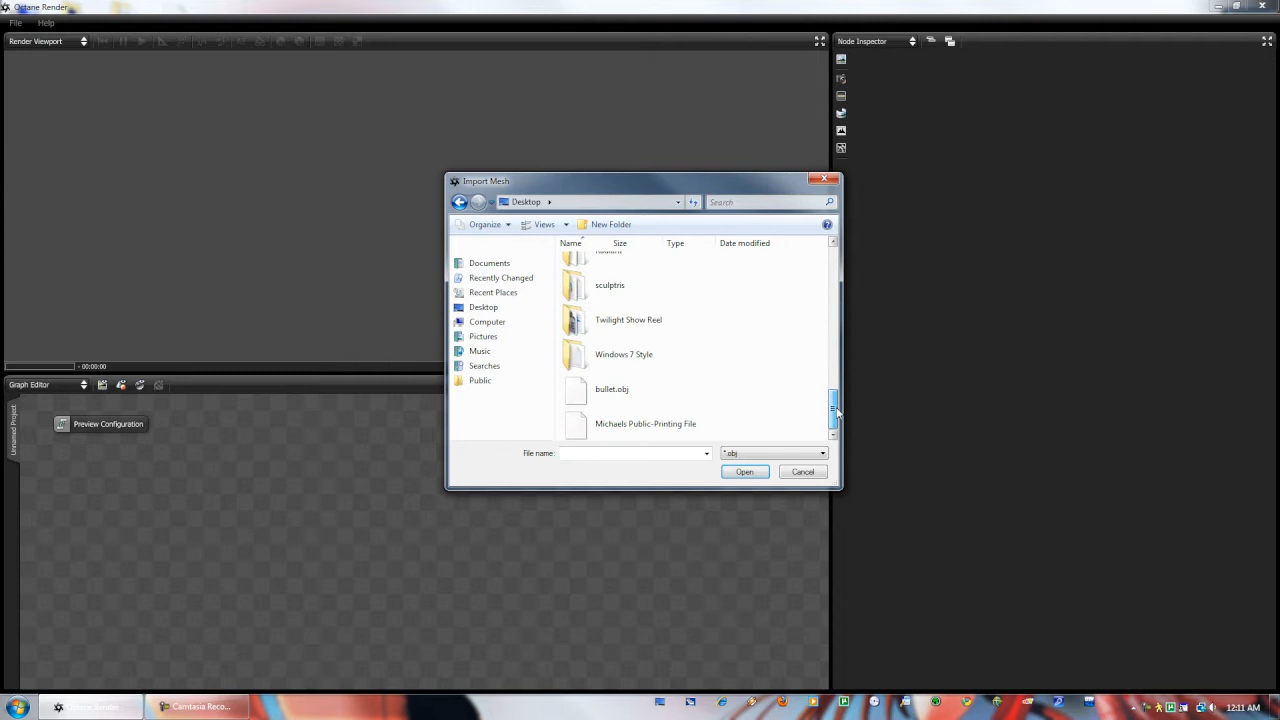 Octane Render
File Help
Render Viewport
Node Inspector
Import Mesh
Desktop
Search
Organize Views New Folder
Name Size Type Date modified
Documents
Recently Changed
Recent Places
Desktop
Computer
Pictures
Music
Searches
Public
sculptris
Twilight Show Reel
Windows 7 Style
bullet.obj
Michaels Public-Printing File
File name: *.obj
Open Cancel
- 00:00:00
Graph Editor
Unnamed Project
Preview Configuration
Camtasia Reco...
12:11 AM